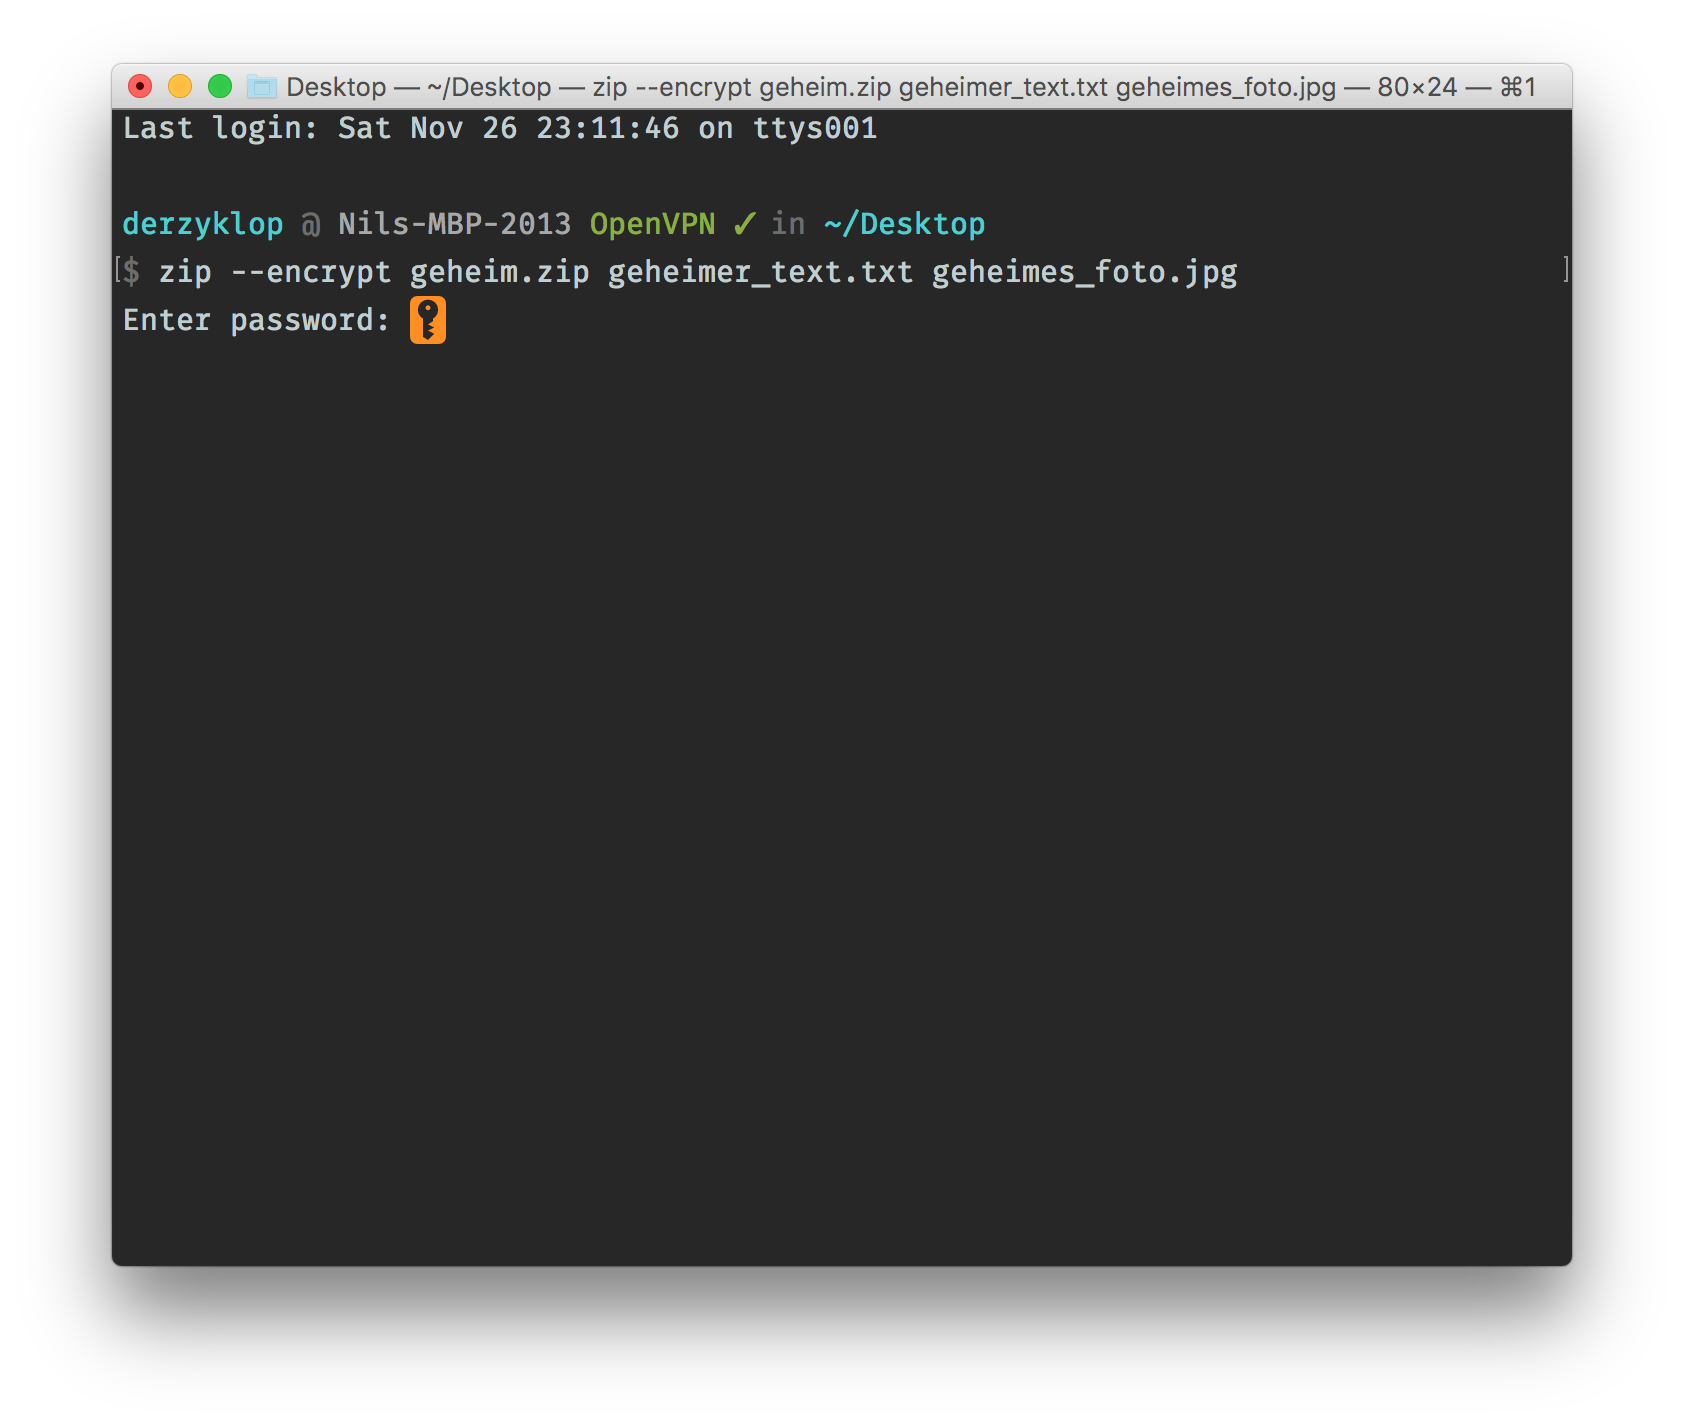 Desktop — ~/Desktop — zip --encrypt geheim.zip geheimer_text.txt geheimes_foto.jpg — 80×24 — ⌘1
Last login: Sat Nov 26 23:11:46 on ttys001
derzyklop @ Nils-MBP-2013 OpenVPN ✓ in ~/Desktop
[$ zip --encrypt geheim.zip geheimer_text.txt geheimes_foto.jpg ]
Enter password: